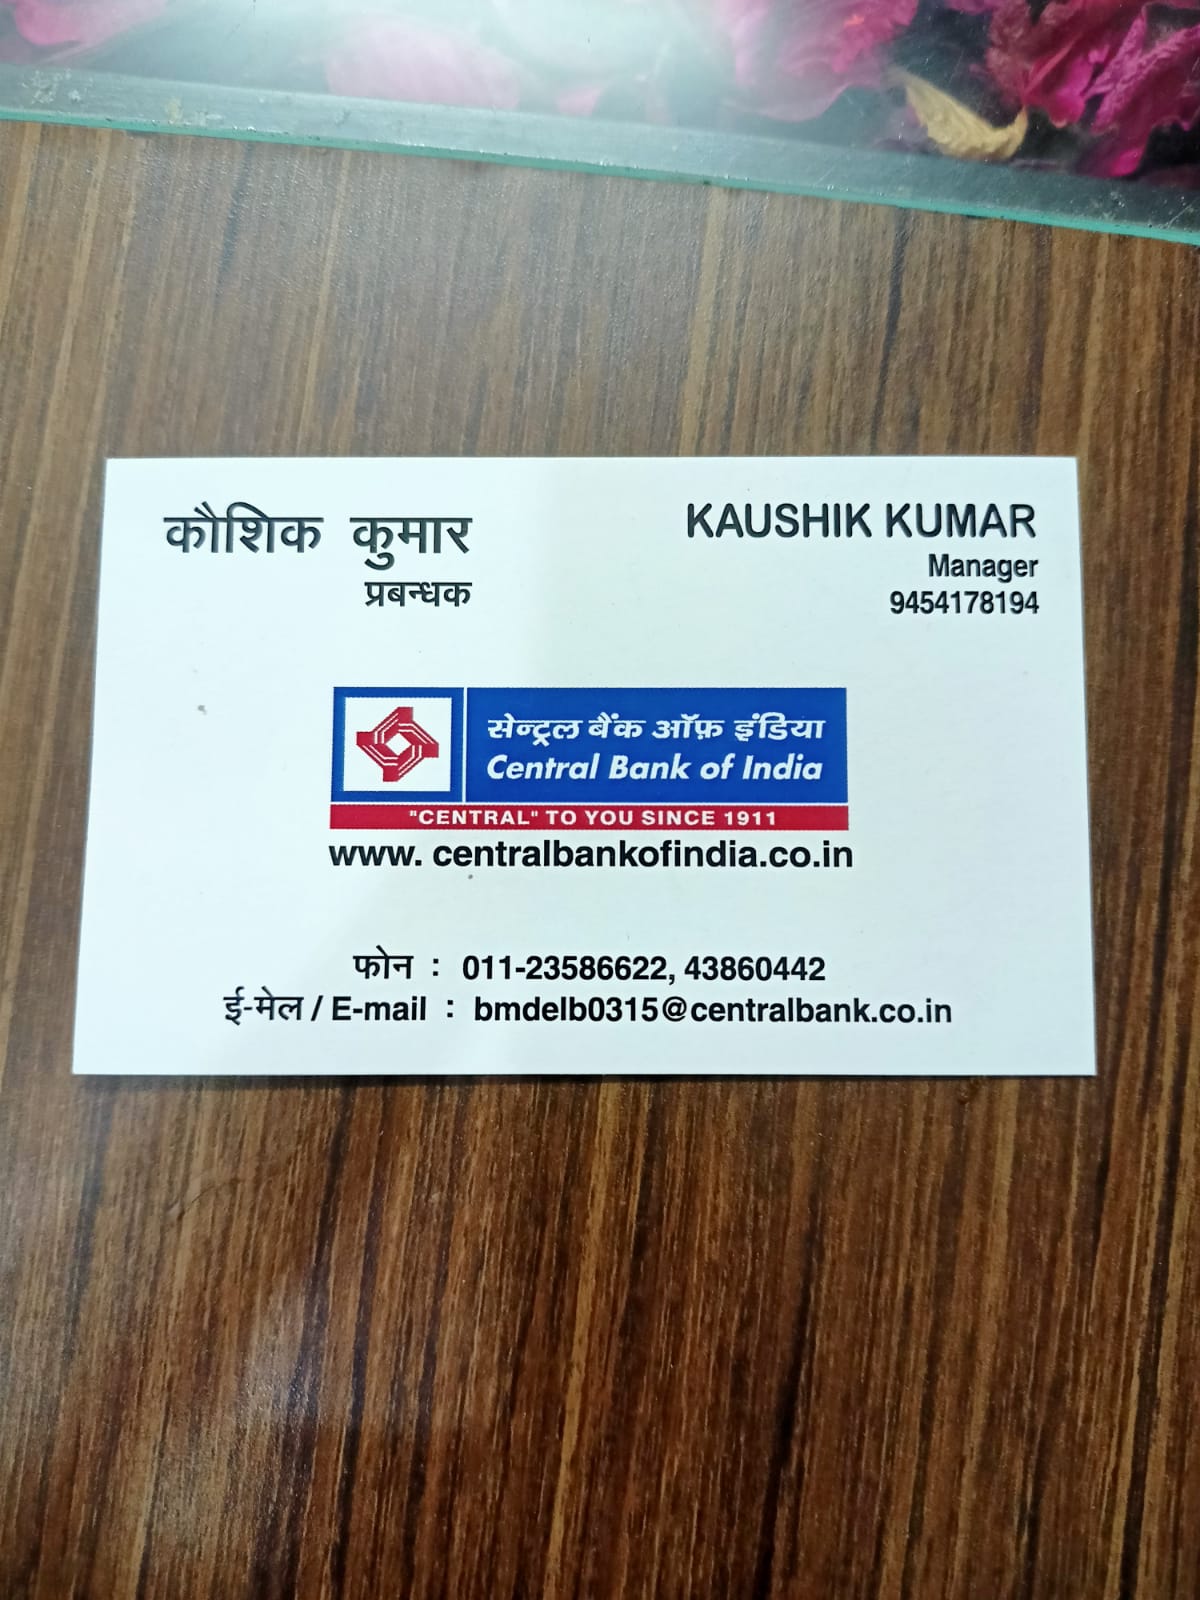 कौशिक कुमार
प्रबन्धक
KAUSHIK KUMAR
Manager
9454178194
सेन्ट्रल बैंक ऑफ़ इंडिया
Central Bank of India
"CENTRAL" TO YOU SINCE 1911
www. centralbankofindia.co.in
फोन : 011-23586622, 43860442
ई-मेल / E-mail : bmdelb0315@centralbank.co.in